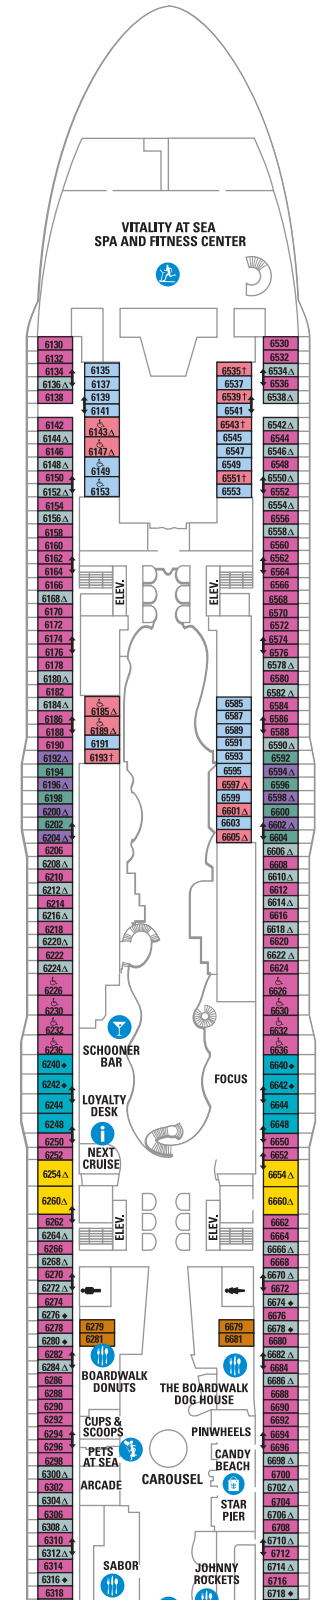 VITALITY AT SEA
SPA AND FITNESS CENTER
6130 6530
6132 6532
6134 6135 6535† 6534△
6136△ 6137 6537 6536
6138 6139 6539† 6538△
6141 6541
6142 6143△ 6543† 6542△
6144△ 6545 6544
6146 6147△ 6547 6546△
6148△ 6149 6549 6548
6150 6551† 6550△
6152△ 6153 6553 6552
6154 6554△
6156△ 6556
6158 6558△
6160 6560
6162 6562
6164 6564
6166 6566
ELEV. ELEV.
6168△ 6568
6170 6570
6172 6572
6174 6574
6176 6576
6178 6578△
6180△ 6580
6182 6582△
6184△ 6185△ 6585 6584
6186 6587 6586
6188 6189△ 6589 6588
6190 6191 6591 6590△
6192△ 6193† 6593 6592
6194 6595 6594△
6196△ 6597△ 6596
6198 6599 6598△
6200△ 6601△ 6600
6202 6603 6602△
6204△ 6605△ 6604
6206 6606△
6208△ 6608
6210 6610△
6212△ 6612
6214 6614△
6216△ 6616
6218 6618△
6220△ 6620
6222 6622△
6224△ 6624
6226 6626
6230 6630
6232 6632
6236 6636
SCHOONER
BAR
6240◆ 6640◆
6242◆ FOCUS 6642◆
6244 6644
LOYALTY
DESK
6248 6648
6250 6650
6252 6652
NEXT
CRUISE
6254△ 6654△
6260△ 6660△
6262 6662
ELEV. ELEV.
6264△ 6664
6266 6666△
6268△ 6668
6270 6670△
6272△ 6672
6274 6674◆
6276◆ 6676
6278 6279 6679 6678◆
6280◆ 6281 6681 6680
6282 6682△
6284△ 6684
6286 6686△
BOARDWALK
DONUTS
THE BOARDWALK
DOG HOUSE
6288 6688
6290 6690
6292 6692
CUPS &
SCOOPS
PINWHEELS
6294 6694
6296 6696
PETS
AT SEA
CANDY
BEACH
6298 6698△
6300△ 6700
CAROUSEL
ARCADE
6302 6702△
6304△ 6704
STAR
PIER
6306 6706△
6308△ 6708
6310 6710△
6312△ 6712
SABOR
JOHNNY
ROCKETS
6314 6714△
6316◆ 6716
6318 6718◆